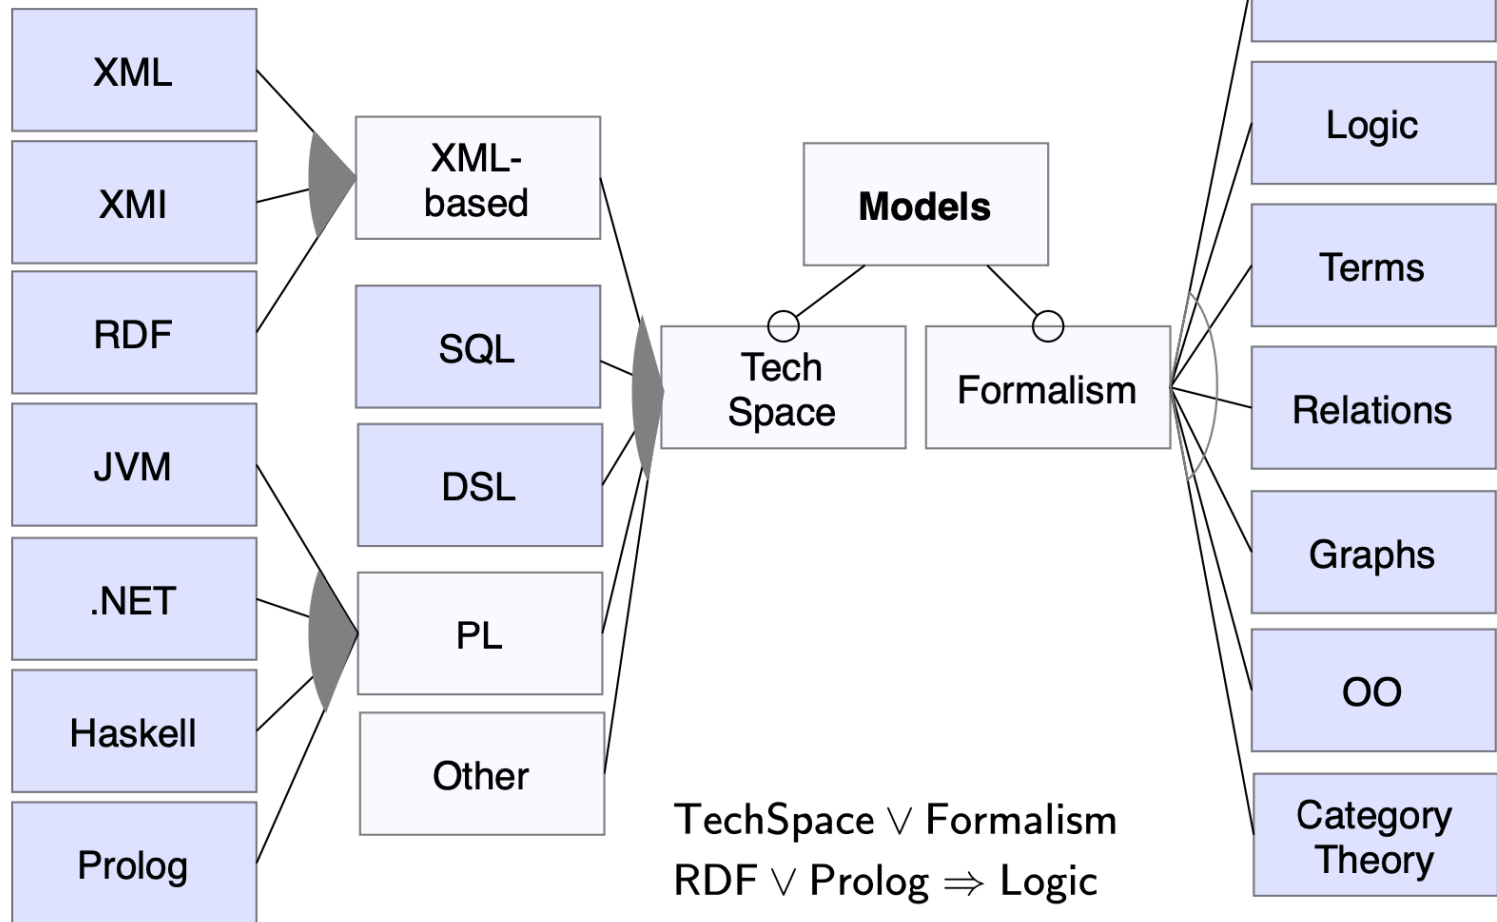 XML
XMI
RDF
JVM
.NET
Haskell
Prolog
XML-
based
SQL
DSL
PL
Other
Models
Tech
Space
Formalism
Logic
Terms
Relations
Graphs
OO
Category
Theory
TechSpace ∨ Formalism
RDF ∨ Prolog ⇒ Logic